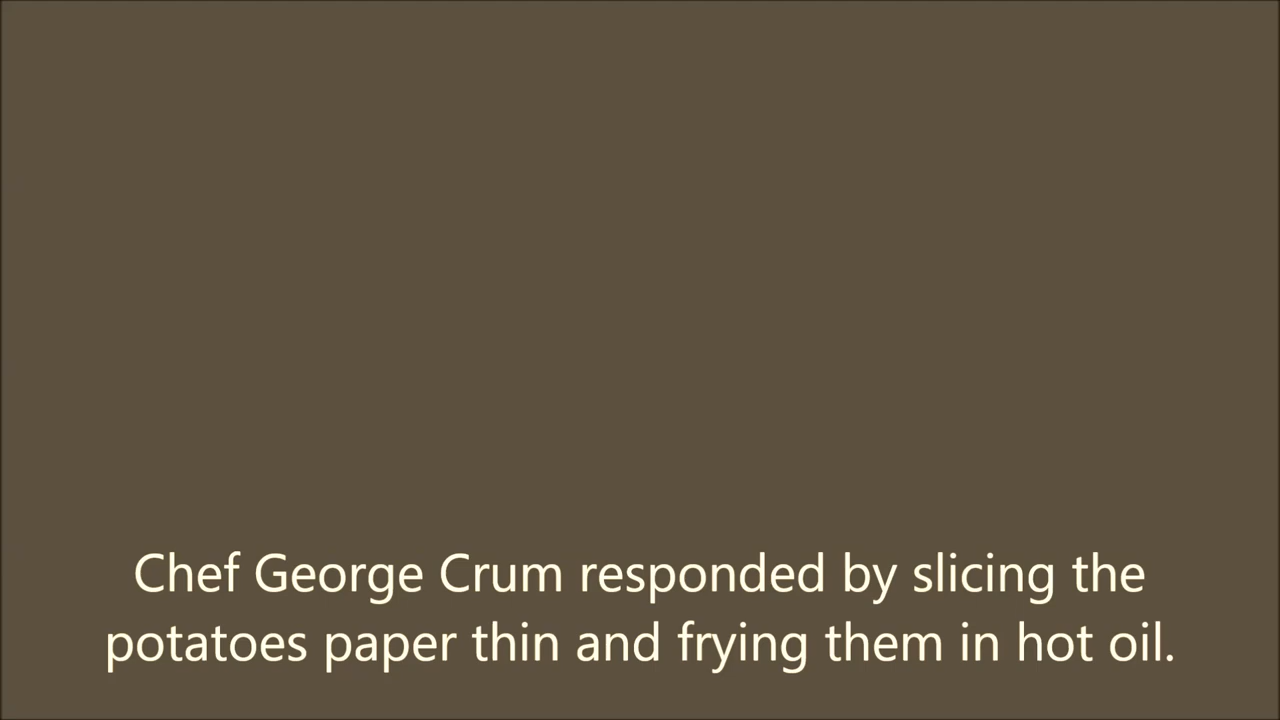 Chef George Crum responded by slicing the
potatoes paper thin and frying them in hot oil.